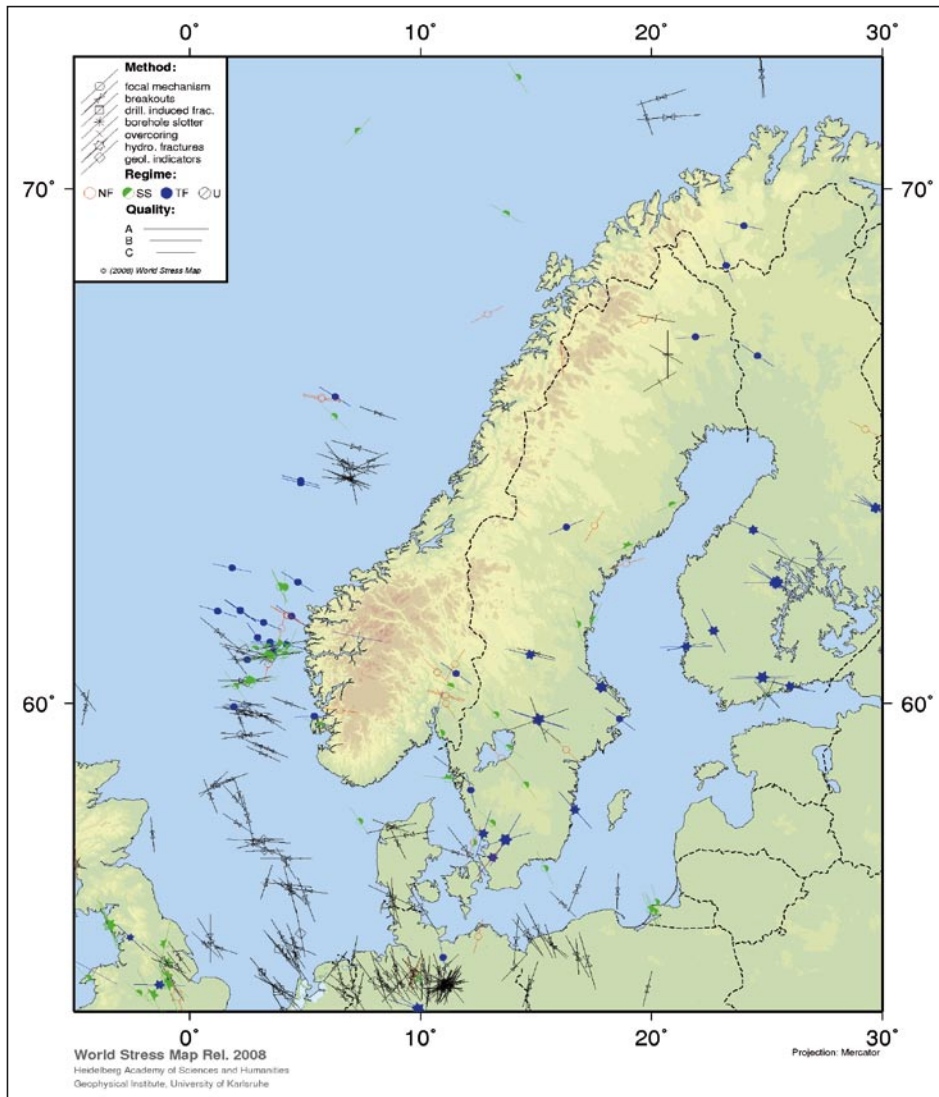 0° 10° 20° 30°
Method:
focal mechanism
breakouts
drill. induced frac.
borehole slotter
overcoring
hydro. fractures
geol. indicators
Regime:
NF SS TF U
Quality:
A
B
C
© (2008) World Stress Map
70° 70°
60° 60°
0° 10° 20° 30°
World Stress Map Rel. 2008
Heidelberg Academy of Sciences and Humanities
Geophysical Institute, University of Karlsruhe
Projection: Mercator